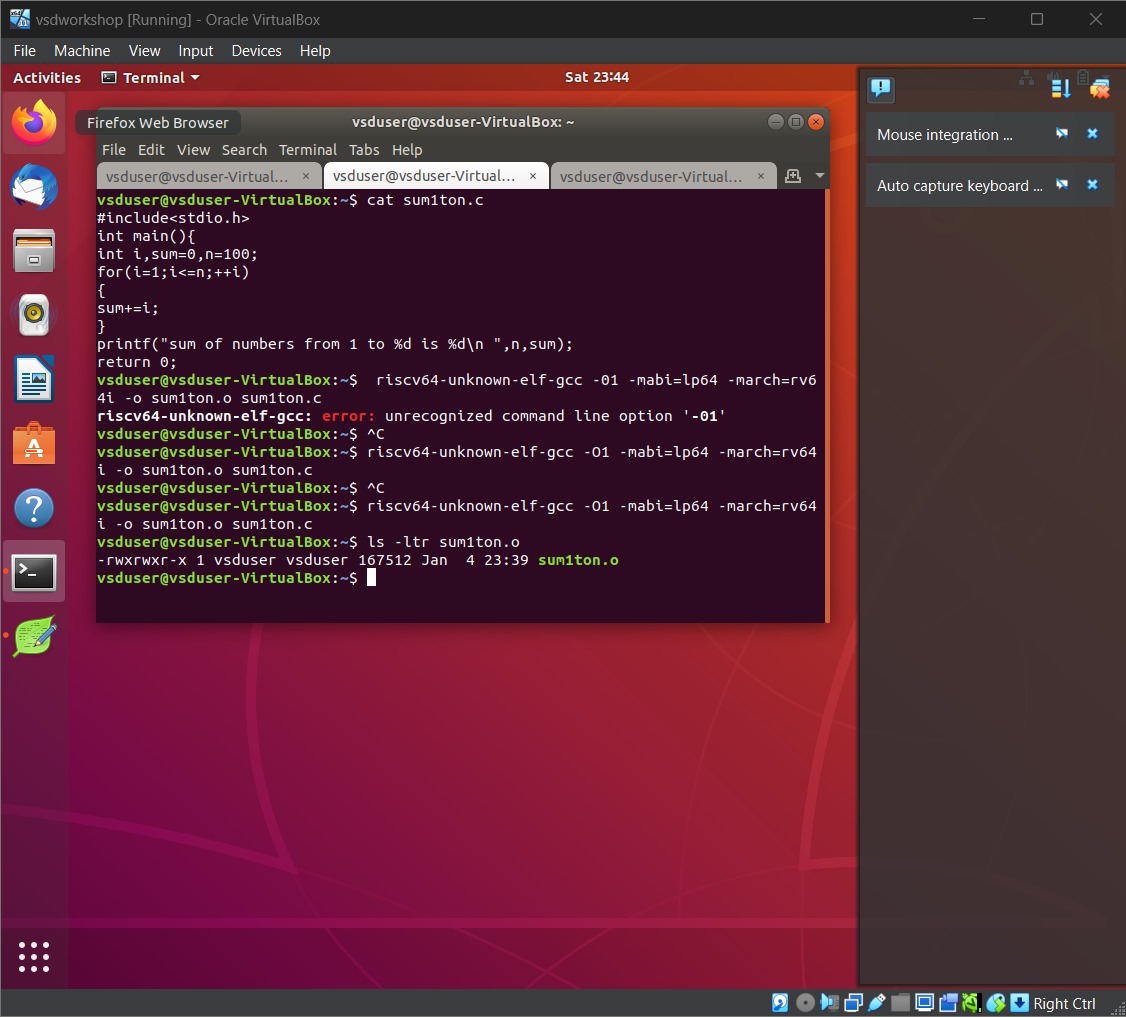 vsdworkshop [Running] - Oracle VirtualBox
File Machine View Input Devices Help
Activities Terminal Sat 23:44
Firefox Web Browser
vsduser@vsduser-VirtualBox: ~
File Edit View Search Terminal Tabs Help
vsduser@vsduser-Virtual... × vsduser@vsduser-Virtual... × vsduser@vsduser-Virtual... ×
vsduser@vsduser-VirtualBox:~$ cat sum1ton.c
#include<stdio.h>
int main(){
int i,sum=0,n=100;
for(i=1;i<=n;++i)
{
sum+=i;
}
printf("sum of numbers from 1 to %d is %d\n ",n,sum);
return 0;
vsduser@vsduser-VirtualBox:~$  riscv64-unknown-elf-gcc -01 -mabi=lp64 -march=rv6
4i -o sum1ton.o sum1ton.c
riscv64-unknown-elf-gcc: error: unrecognized command line option '-01'
vsduser@vsduser-VirtualBox:~$ ^C
vsduser@vsduser-VirtualBox:~$ riscv64-unknown-elf-gcc -O1 -mabi=lp64 -march=rv64
i -o sum1ton.o sum1ton.c
vsduser@vsduser-VirtualBox:~$ ^C
vsduser@vsduser-VirtualBox:~$ riscv64-unknown-elf-gcc -O1 -mabi=lp64 -march=rv64
i -o sum1ton.o sum1ton.c
vsduser@vsduser-VirtualBox:~$ ls -ltr sum1ton.o
-rwxrwxr-x 1 vsduser vsduser 167512 Jan  4 23:39 sum1ton.o
vsduser@vsduser-VirtualBox:~$
Mouse integration ...
Auto capture keyboard ...
Right Ctrl